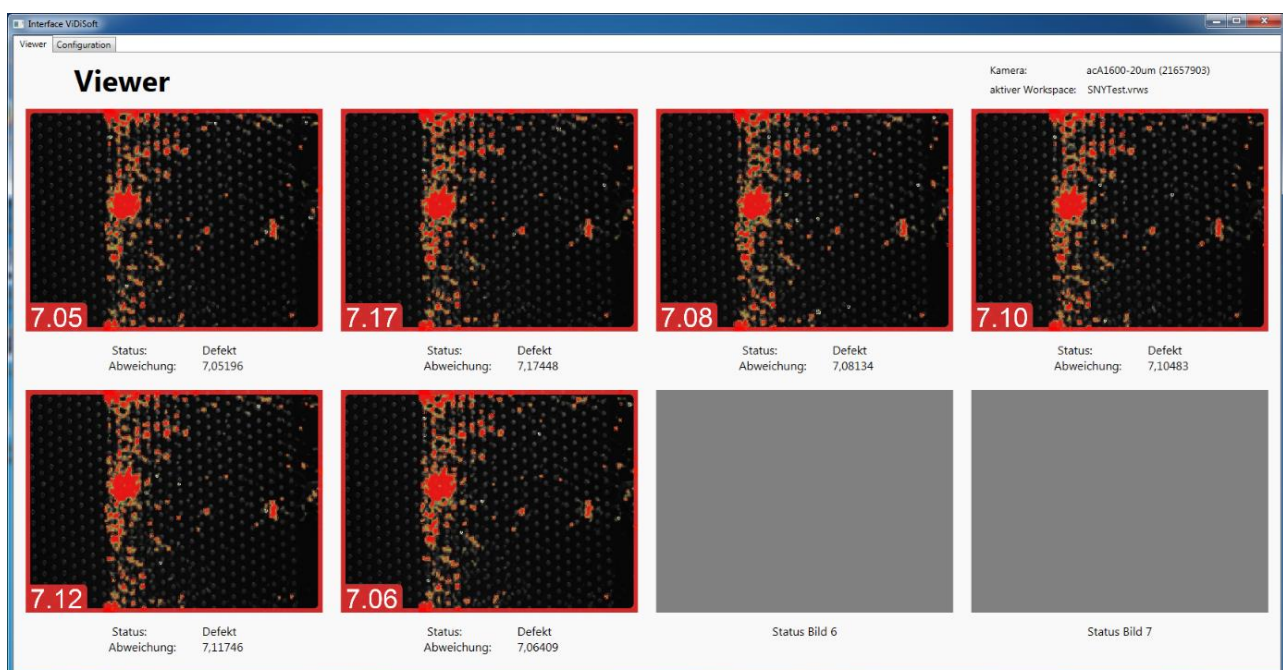 Interface ViDiSoft
Viewer Configuration
Viewer
Kamera: acA1600-20um (21657903)
aktiver Workspace: SNYTest.vrws
7.05 7.17 7.08 7.10
Status: Defekt Status: Defekt Status: Defekt Status: Defekt
Abweichung: 7,05196 Abweichung: 7,17448 Abweichung: 7,08134 Abweichung: 7,10483
7.12 7.06
Status: Defekt Status: Defekt Status Bild 6 Status Bild 7
Abweichung: 7,11746 Abweichung: 7,06409